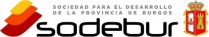 SOCIEDAD PARA EL DESARROLLO
DE LA PROVINCIA DE BURGOS
sodebur